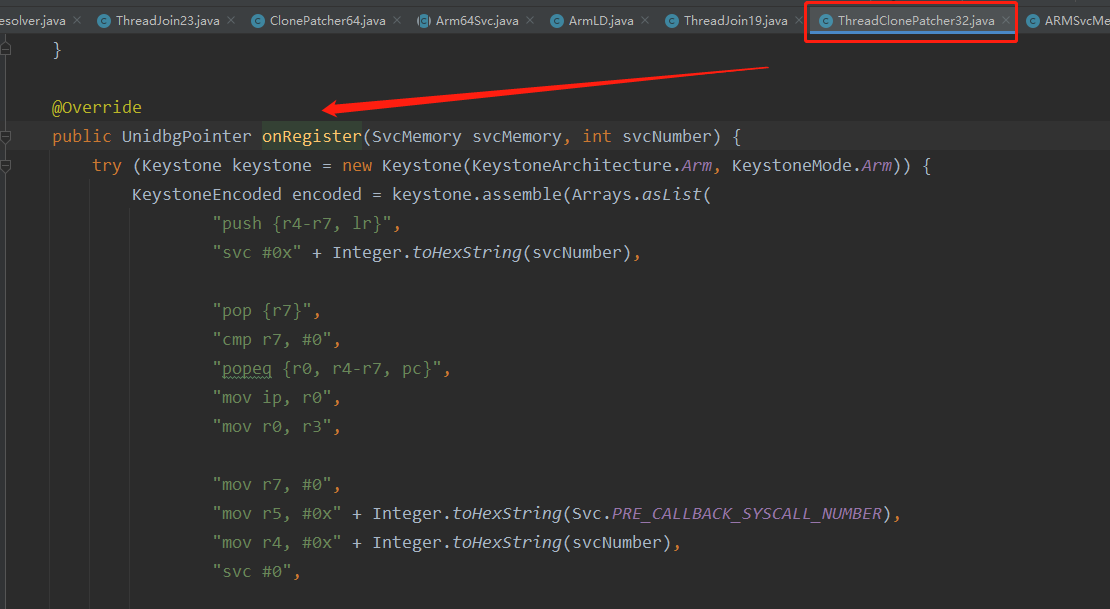 esolver.java ThreadJoin23.java ClonePatcher64.java Arm64Svc.java ArmLD.java ThreadJoin19.java ThreadClonePatcher32.java ARMSvcMe
}
@Override
public UnidbgPointer onRegister(SvcMemory svcMemory, int svcNumber) {
try (Keystone keystone = new Keystone(KeystoneArchitecture.Arm, KeystoneMode.Arm)) {
KeystoneEncoded encoded = keystone.assemble(Arrays.asList(
"push {r4-r7, lr}",
"svc #0x" + Integer.toHexString(svcNumber),
"pop {r7}",
"cmp r7, #0",
"popeq {r0, r4-r7, pc}",
"mov ip, r0",
"mov r0, r3",
"mov r7, #0",
"mov r5, #0x" + Integer.toHexString(Svc.PRE_CALLBACK_SYSCALL_NUMBER),
"mov r4, #0x" + Integer.toHexString(svcNumber),
"svc #0",